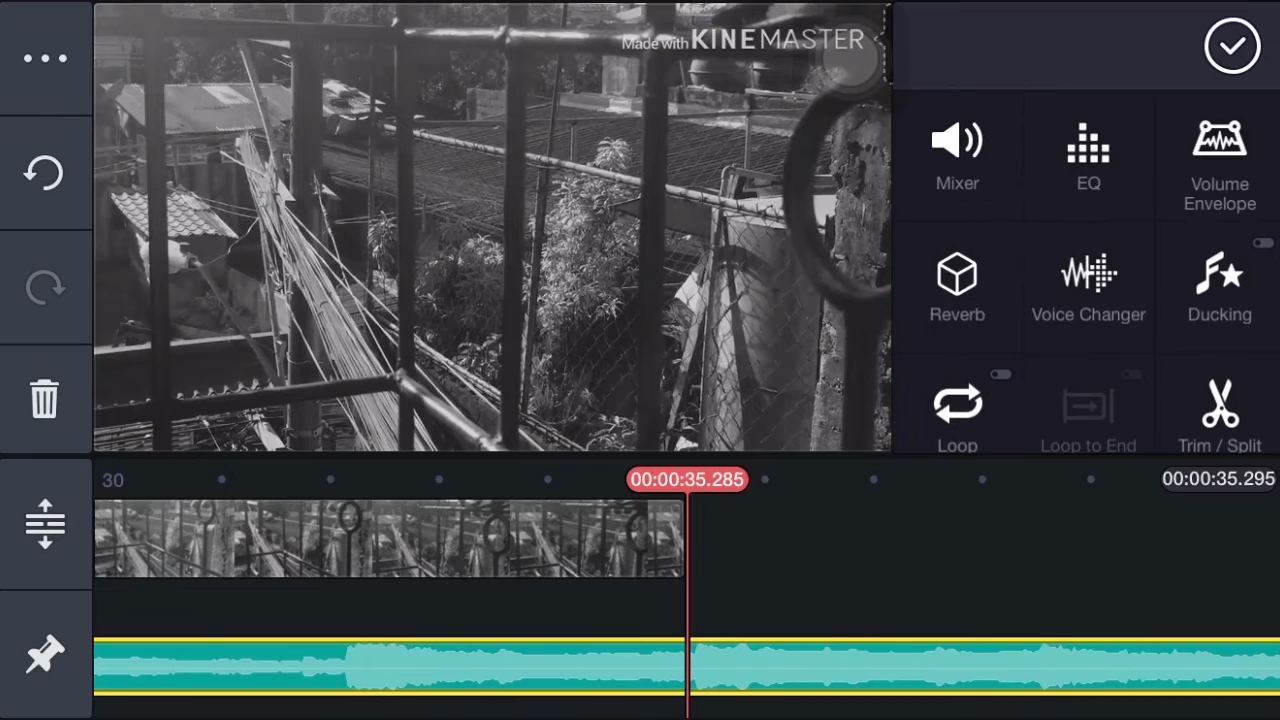 Made with KINEMASTER
Mixer
EQ
Volume
Envelope
Reverb
Voice Changer
Ducking
Loop
Loop to End
Trim / Split
30
00:00:35.285
00:00:35.295